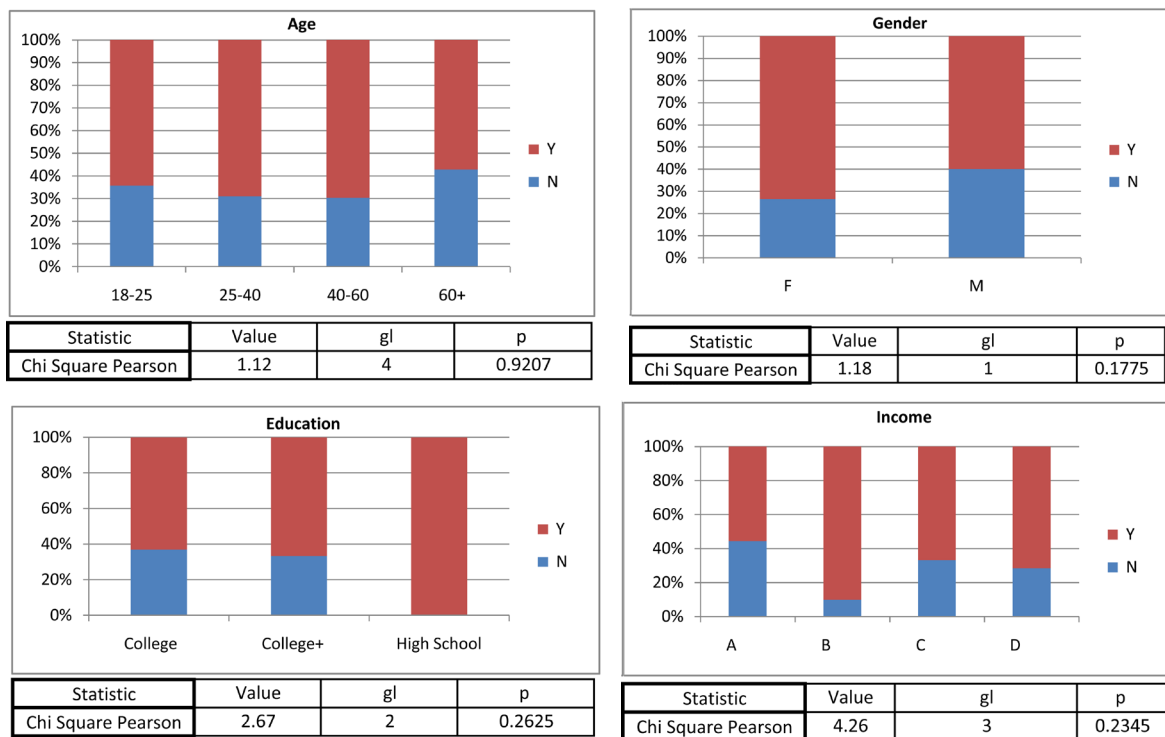 Age
100%
90%
80%
70%
60%
50%
40%
30%
20%
10%
0%
Y
N
18-25 25-40 40-60 60+
Statistic Value gl p
Chi Square Pearson 1.12 4 0.9207
Gender
100%
90%
80%
70%
60%
50%
40%
30%
20%
10%
0%
Y
N
F M
Statistic Value gl p
Chi Square Pearson 1.18 1 0.1775
Education
100%
80%
60%
40%
20%
0%
Y
N
College College+ High School
Statistic Value gl p
Chi Square Pearson 2.67 2 0.2625
Income
100%
80%
60%
40%
20%
0%
Y
N
A B C D
Statistic Value gl p
Chi Square Pearson 4.26 3 0.2345